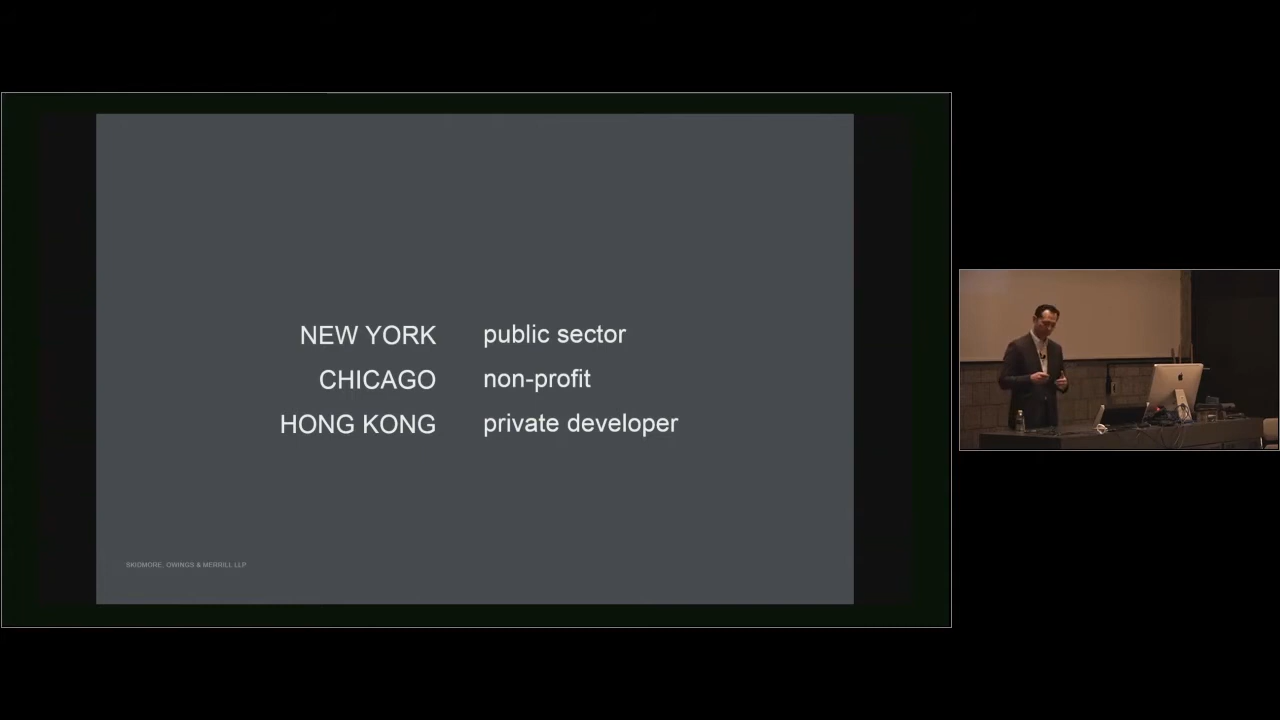 NEW YORK public sector
CHICAGO non-profit
HONG KONG private developer
SKIDMORE, OWINGS & MERRILL LLP